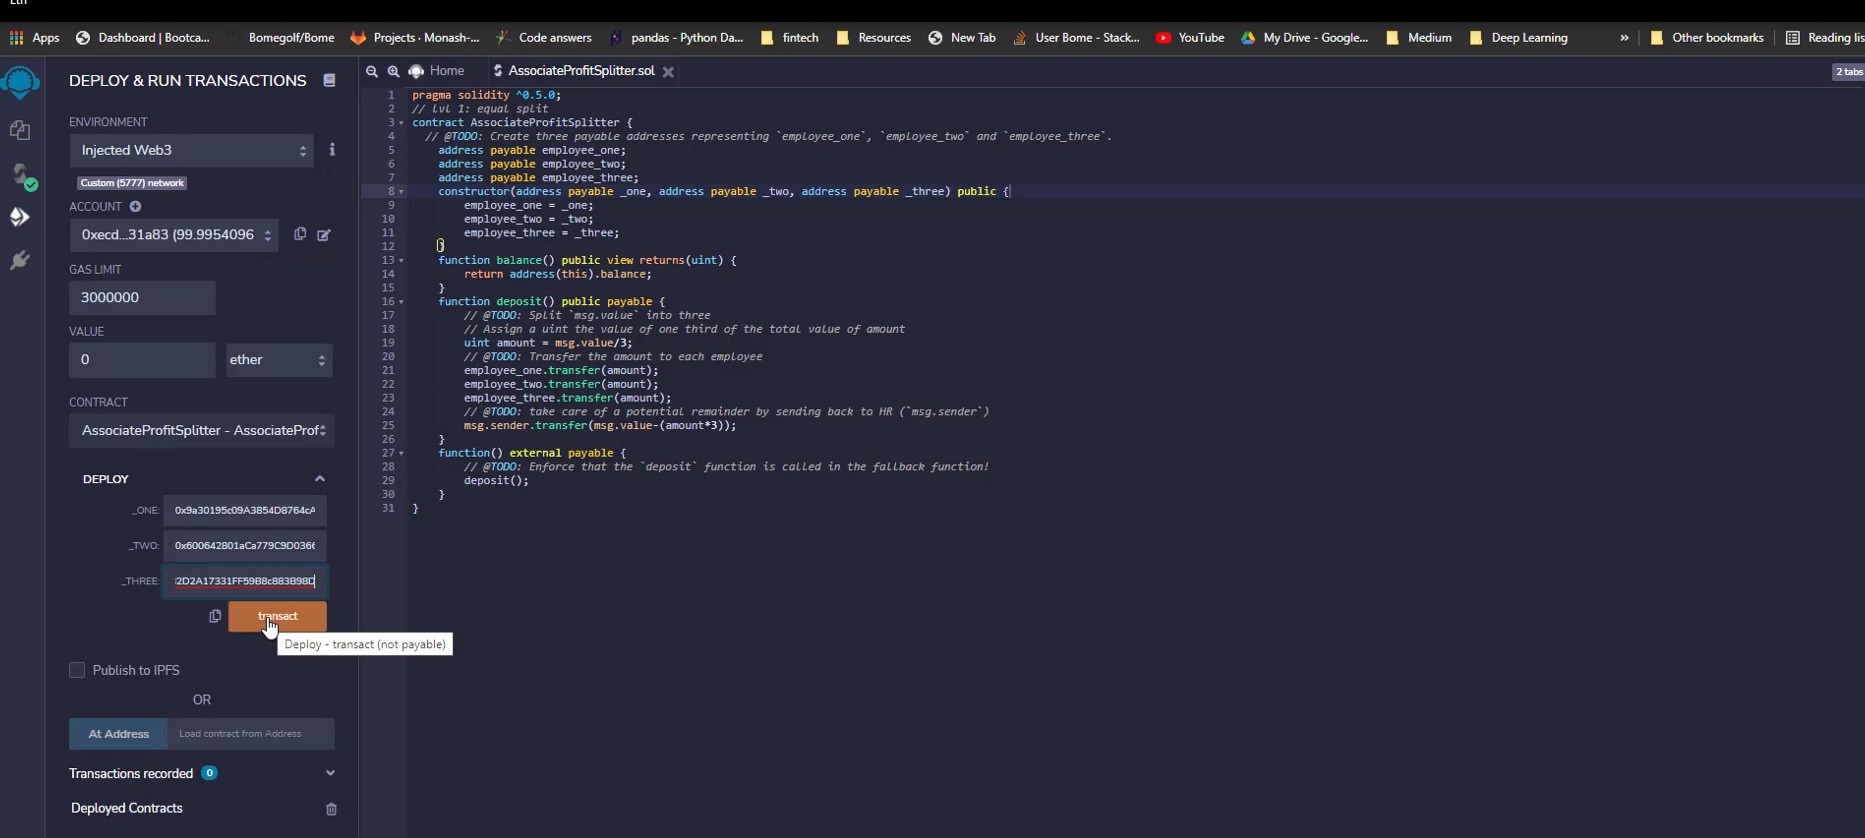 Apps
Dashboard | Bootca...
Bomegolf/Bome
Projects · Monash-...
Code answers
pandas - Python Da...
fintech
Resources
New Tab
User Bome - Stack...
YouTube
My Drive - Google...
Medium
Deep Learning
»
Other bookmarks
Reading lis
DEPLOY & RUN TRANSACTIONS
Home
AssociateProfitSplitter.sol
2 tabs
ENVIRONMENT
Injected Web3
Custom (5777) network
ACCOUNT
0xecd...31a83 (99.9954096
GAS LIMIT
3000000
VALUE
0
ether
CONTRACT
AssociateProfitSplitter - AssociateProf
DEPLOY
_ONE: 0x9a30195c09A3854D8764cA
_TWO: 0x600642801aCa779C9D0366
_THREE: 2D2A17331FF59B8c883B98D
transact
Deploy - transact (not payable)
Publish to IPFS
OR
At Address
Load contract from Address
Transactions recorded 0
Deployed Contracts
1 pragma solidity ^0.5.0;
2 // lvl 1: equal split
3 contract AssociateProfitSplitter {
4 // @TODO: Create three payable addresses representing `employee_one`, `employee_two` and `employee_three`.
5 address payable employee_one;
6 address payable employee_two;
7 address payable employee_three;
8 constructor(address payable _one, address payable _two, address payable _three) public {
9 employee_one = _one;
10 employee_two = _two;
11 employee_three = _three;
12 }
13 function balance() public view returns(uint) {
14 return address(this).balance;
15 }
16 function deposit() public payable {
17 // @TODO: Split `msg.value` into three
18 // Assign a uint the value of one third of the total value of amount
19 uint amount = msg.value/3;
20 // @TODO: Transfer the amount to each employee
21 employee_one.transfer(amount);
22 employee_two.transfer(amount);
23 employee_three.transfer(amount);
24 // @TODO: take care of a potential remainder by sending back to HR (`msg.sender`)
25 msg.sender.transfer(msg.value-(amount*3));
26 }
27 function() external payable {
28 // @TODO: Enforce that the `deposit` function is called in the fallback function!
29 deposit();
30 }
31 }